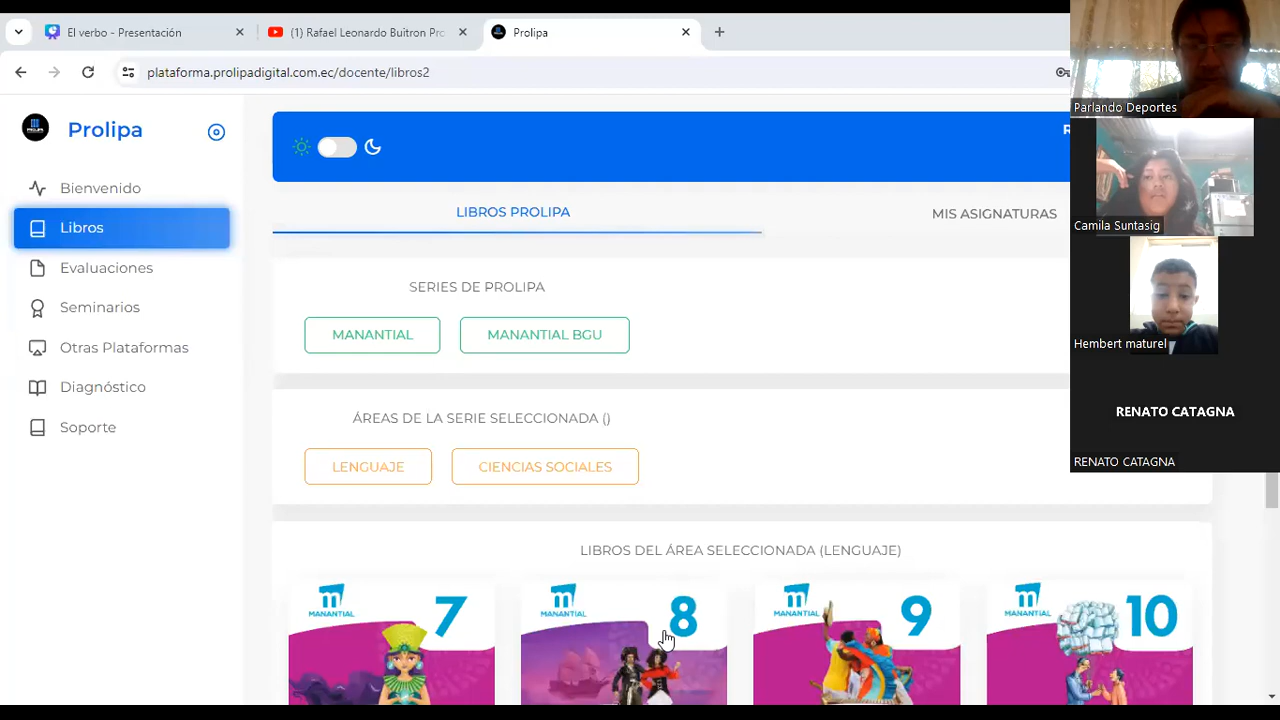 El verbo - Presentación
(1) Rafael Leonardo Buitron Pro
Prolipa
plataforma.prolipadigital.com.ec/docente/libros2
PROLIPA
Prolipa
Bienvenido
Libros
Evaluaciones
Seminarios
Otras Plataformas
Diagnóstico
Soporte
R
LIBROS PROLIPA
MIS ASIGNATURAS
SERIES DE PROLIPA
MANANTIAL
MANANTIAL BGU
ÁREAS DE LA SERIE SELECCIONADA ()
LENGUAJE
CIENCIAS SOCIALES
LIBROS DEL ÁREA SELECCIONADA (LENGUAJE)
m MANANTIAL 7
m MANANTIAL 8
m MANANTIAL 9
m MANANTIAL 10
Parlando Deportes
Camila Suntasig
Hembert maturel
RENATO CATAGNA
RENATO CATAGNA